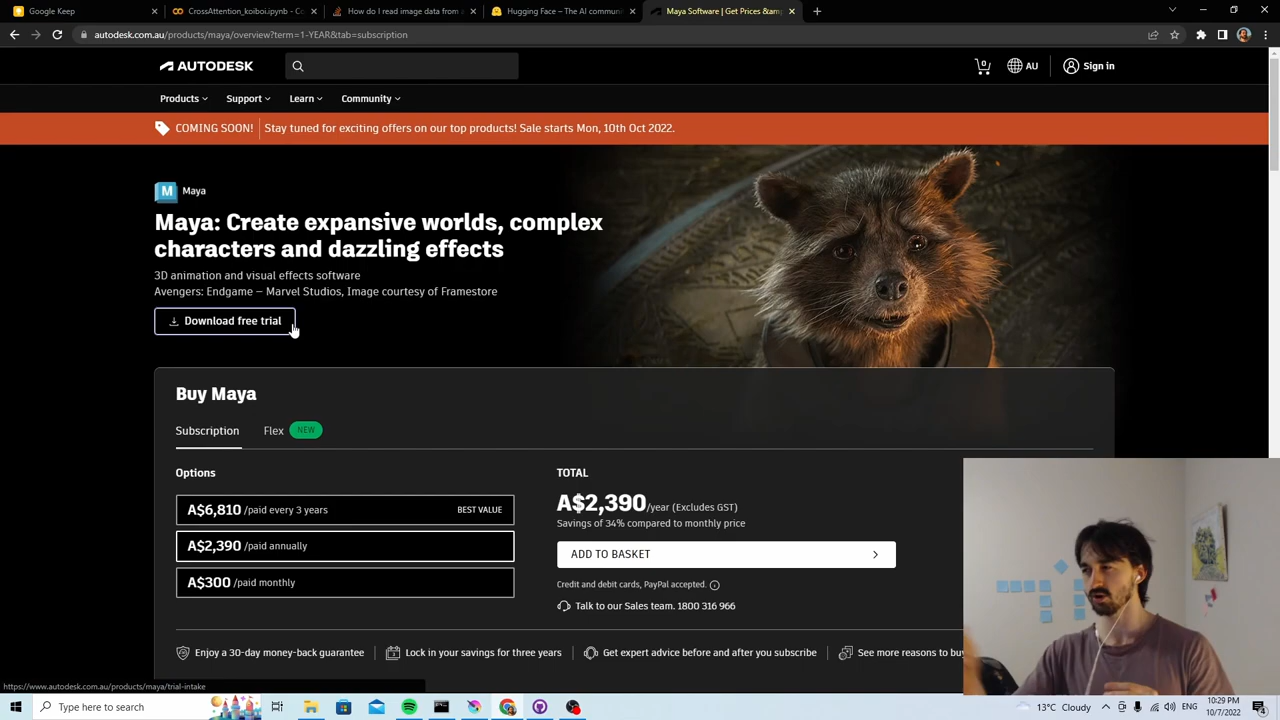 Google Keep
CrossAttention_koiboi.ipynb - Co
How do I read image data from a
Hugging Face – The AI communi
Maya Software | Get Prices &amp
autodesk.com.au/products/maya/overview?term=1-YEAR&tab=subscription
AUTODESK
0
AU
Sign in
Products
Support
Learn
Community
COMING SOON!
Stay tuned for exciting offers on our top products! Sale starts Mon, 10th Oct 2022.
M Maya
Maya: Create expansive worlds, complex
characters and dazzling effects
3D animation and visual effects software
Avengers: Endgame – Marvel Studios, Image courtesy of Framestore
Download free trial
Buy Maya
Subscription
Flex
NEW
Options
TOTAL
A$6,810 /paid every 3 years
BEST VALUE
A$2,390 /paid annually
A$300 /paid monthly
A$2,390/year (Excludes GST)
Savings of 34% compared to monthly price
ADD TO BASKET
Credit and debit cards, PayPal accepted.
Talk to our Sales team. 1800 316 966
Enjoy a 30-day money-back guarantee
Lock in your savings for three years
Get expert advice before and after you subscribe
See more reasons to buy
https://www.autodesk.com.au/products/maya/trial-intake
Type here to search
13°C Cloudy
ENG
10:29 PM
10/7/2022
4